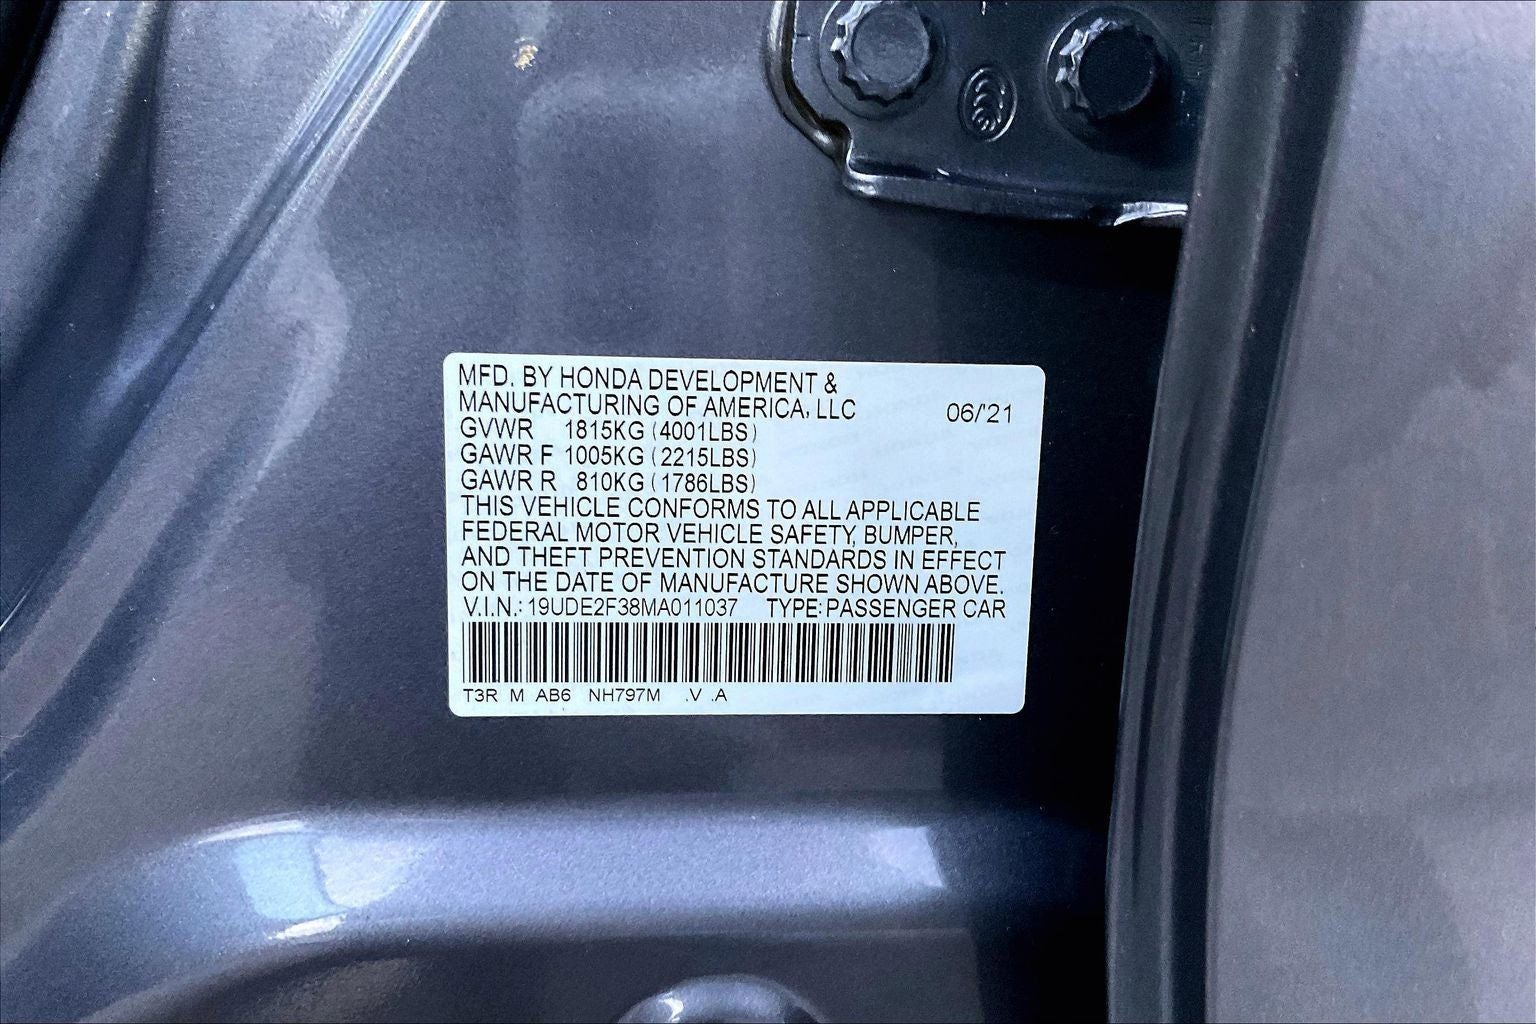 MFD. BY HONDA DEVELOPMENT &
MANUFACTURING OF AMERICA, LLC 06/'21
GVWR 1815KG (4001LBS)
GAWR F 1005KG (2215LBS)
GAWR R 810KG (1786LBS)
THIS VEHICLE CONFORMS TO ALL APPLICABLE
FEDERAL MOTOR VEHICLE SAFETY, BUMPER,
AND THEFT PREVENTION STANDARDS IN EFFECT
ON THE DATE OF MANUFACTURE SHOWN ABOVE.
V.I.N.: 19UDE2F38MA011037 TYPE: PASSENGER CAR
T3R M AB6 NH797M .V .A